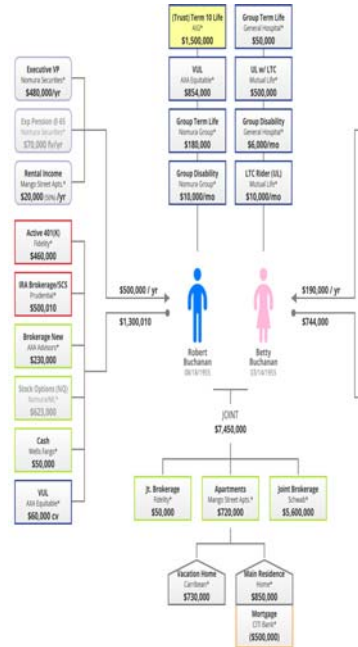 (Trust) Term 10 Life
AIG*
$1,500,000
Group Term Life
General Hospital*
$50,000
Executive VP
Nomura Securities*
$480,000/yr
VUL
AXA Equitable*
$854,000
UL w/ LTC
Mutual Life*
$500,000
Exp Pension @ 65
Nomura Securities*
$70,000 fv/yr
Group Term Life
Nomura Group*
$180,000
Group Disability
General Hospital*
$6,000/mo
Rental Income
Mango Street Apts.*
$20,000 (50%) /yr
Group Disability
Nomura Group*
$10,000/mo
LTC Rider (UL)
Mutual Life*
$10,000/mo
Active 401(K)
Fidelity*
$460,000
IRA Brokerage/SCS
Prudential*
$500,010
$500,000 / yr
$190,000 / yr
$1,300,010
$744,000
Brokerage New
AXA Advisors*
$230,000
Robert
Buchanan
Betty
Buchanan
03/14/1955
Stock Options (NQ)
$623,000
JOINT
$7,450,000
Cash
Wells Fargo*
$50,000
VUL
AXA Equitable*
$60,000 cv
Jt. Brokerage
Fidelity*
$50,000
Apartments
Mango Street Apts.*
$720,000
Joint Brokerage
Schwab*
$5,600,000
Vacation Home
Carribean*
$730,000
Main Residence
Home*
$850,000
Mortgage
CITI Bank*
($500,000)